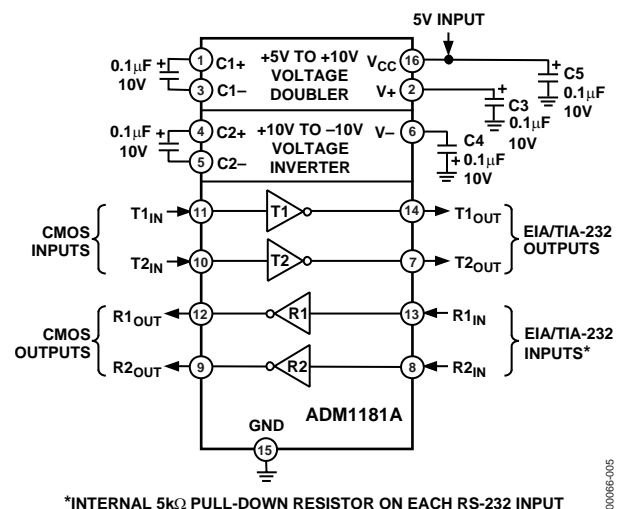 5V INPUT
0.1μF
10V
+
1
C1+
3
C1–
+5V TO +10V
VOLTAGE
DOUBLER
VCC
16
V+
2
+
C5
0.1μF
10V
+
C3
0.1μF
10V
0.1μF
10V
+
4
C2+
5
C2–
+10V TO –10V
VOLTAGE
INVERTER
V–
6
C4
+
0.1μF
10V
CMOS
INPUTS
T1IN
11
T1
14
T1OUT
T2IN
10
T2
7
T2OUT
EIA/TIA-232
OUTPUTS
CMOS
OUTPUTS
R1OUT
12
R1
13
R1IN
R2OUT
9
R2
8
R2IN
EIA/TIA-232
INPUTS*
GND
15
ADM1181A
*INTERNAL 5kΩ PULL-DOWN RESISTOR ON EACH RS-232 INPUT
00066-005